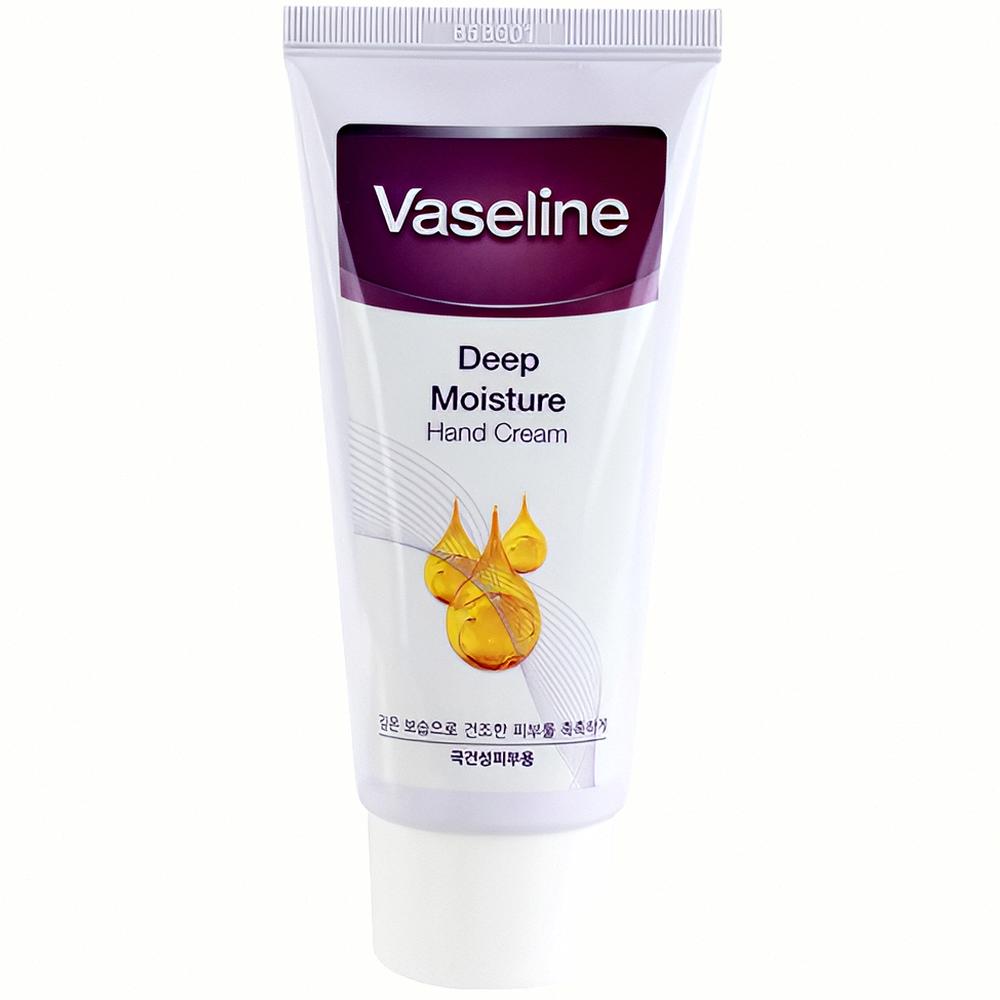 Vaseline
Deep
Moisture
Hand Cream
깊은 보습으로 건조한 피부를 촉촉하게
극건성피부용